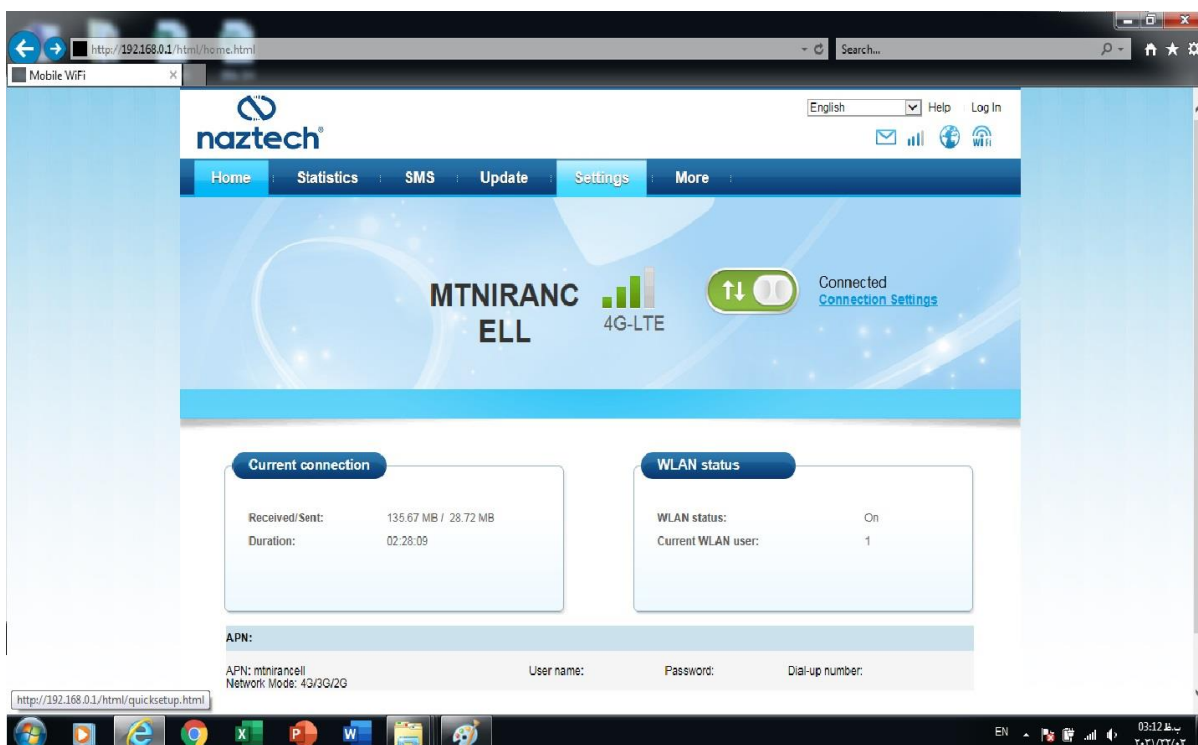 http://192.168.0.1/html/home.html
Search...
Mobile WiFi
naztech®
English Help Log In
WiFi
Home Statistics SMS Update Settings More
MTNIRANC
ELL
4G-LTE
Connected
Connection Settings
Current connection
Received/Sent: 135.67 MB / 28.72 MB
Duration: 02:28:09
WLAN status
WLAN status: On
Current WLAN user: 1
APN:
APN: mtnirancell User name: Password: Dial-up number:
Network Mode: 4G/3G/2G
http://192.168.0.1/html/quicksetup.html
EN
03:12 ب.ظ